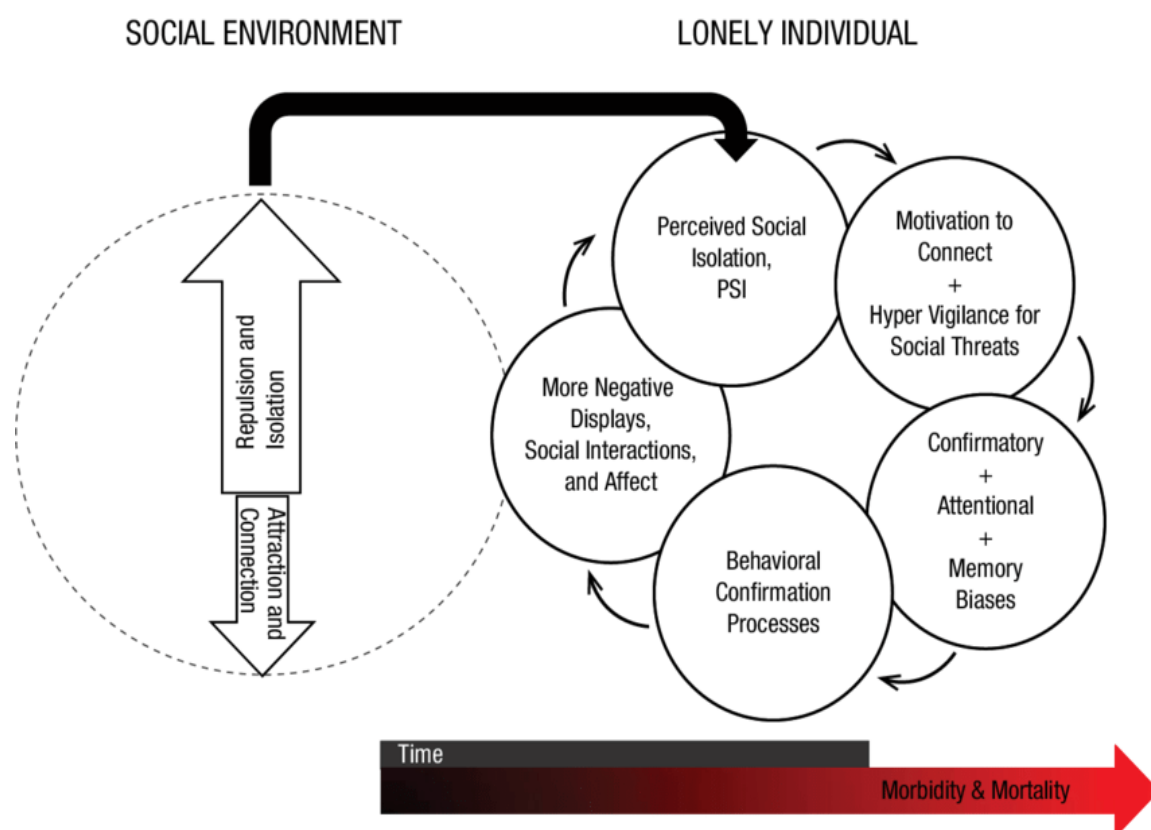 SOCIAL ENVIRONMENT
LONELY INDIVIDUAL
Repulsion and
Isolation
Attraction and
Connection
Perceived Social
Isolation,
PSI
Motivation to
Connect
+
Hyper Vigilance for
Social Threats
Confirmatory
+
Attentional
+
Memory
Biases
Behavioral
Confirmation
Processes
More Negative
Displays,
Social Interactions,
and Affect
Time
Morbidity & Mortality